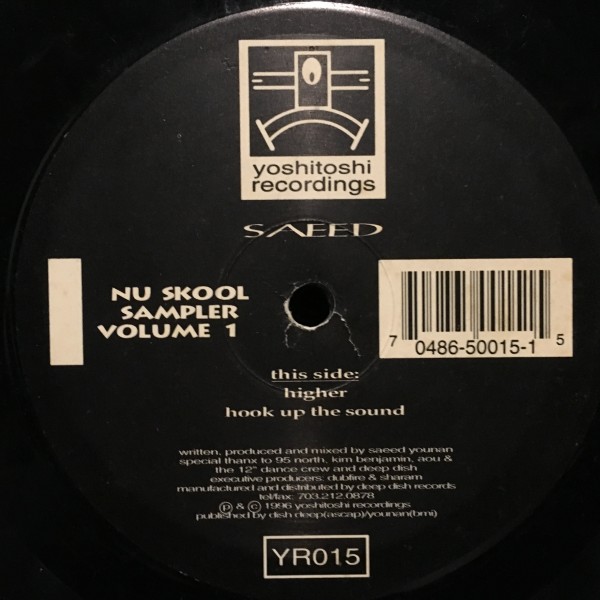 yoshitoshi
recordings
SAEED
NU SKOOL
SAMPLER
VOLUME 1
7 0486-50015-1 5
this side:
higher
hook up the sound
written, produced and mixed by saeed younan
special thanx to 95 north, kim benjamin, aou &
the 12" dance crew and deep dish
executive producers: dubfire & sharam
manufactured and distributed by deep dish records
tel/fax: 703.212.0878
℗ & © 1996 yoshitoshi recordings
published by dish deep(ascap)/younan(bmi)
YR015